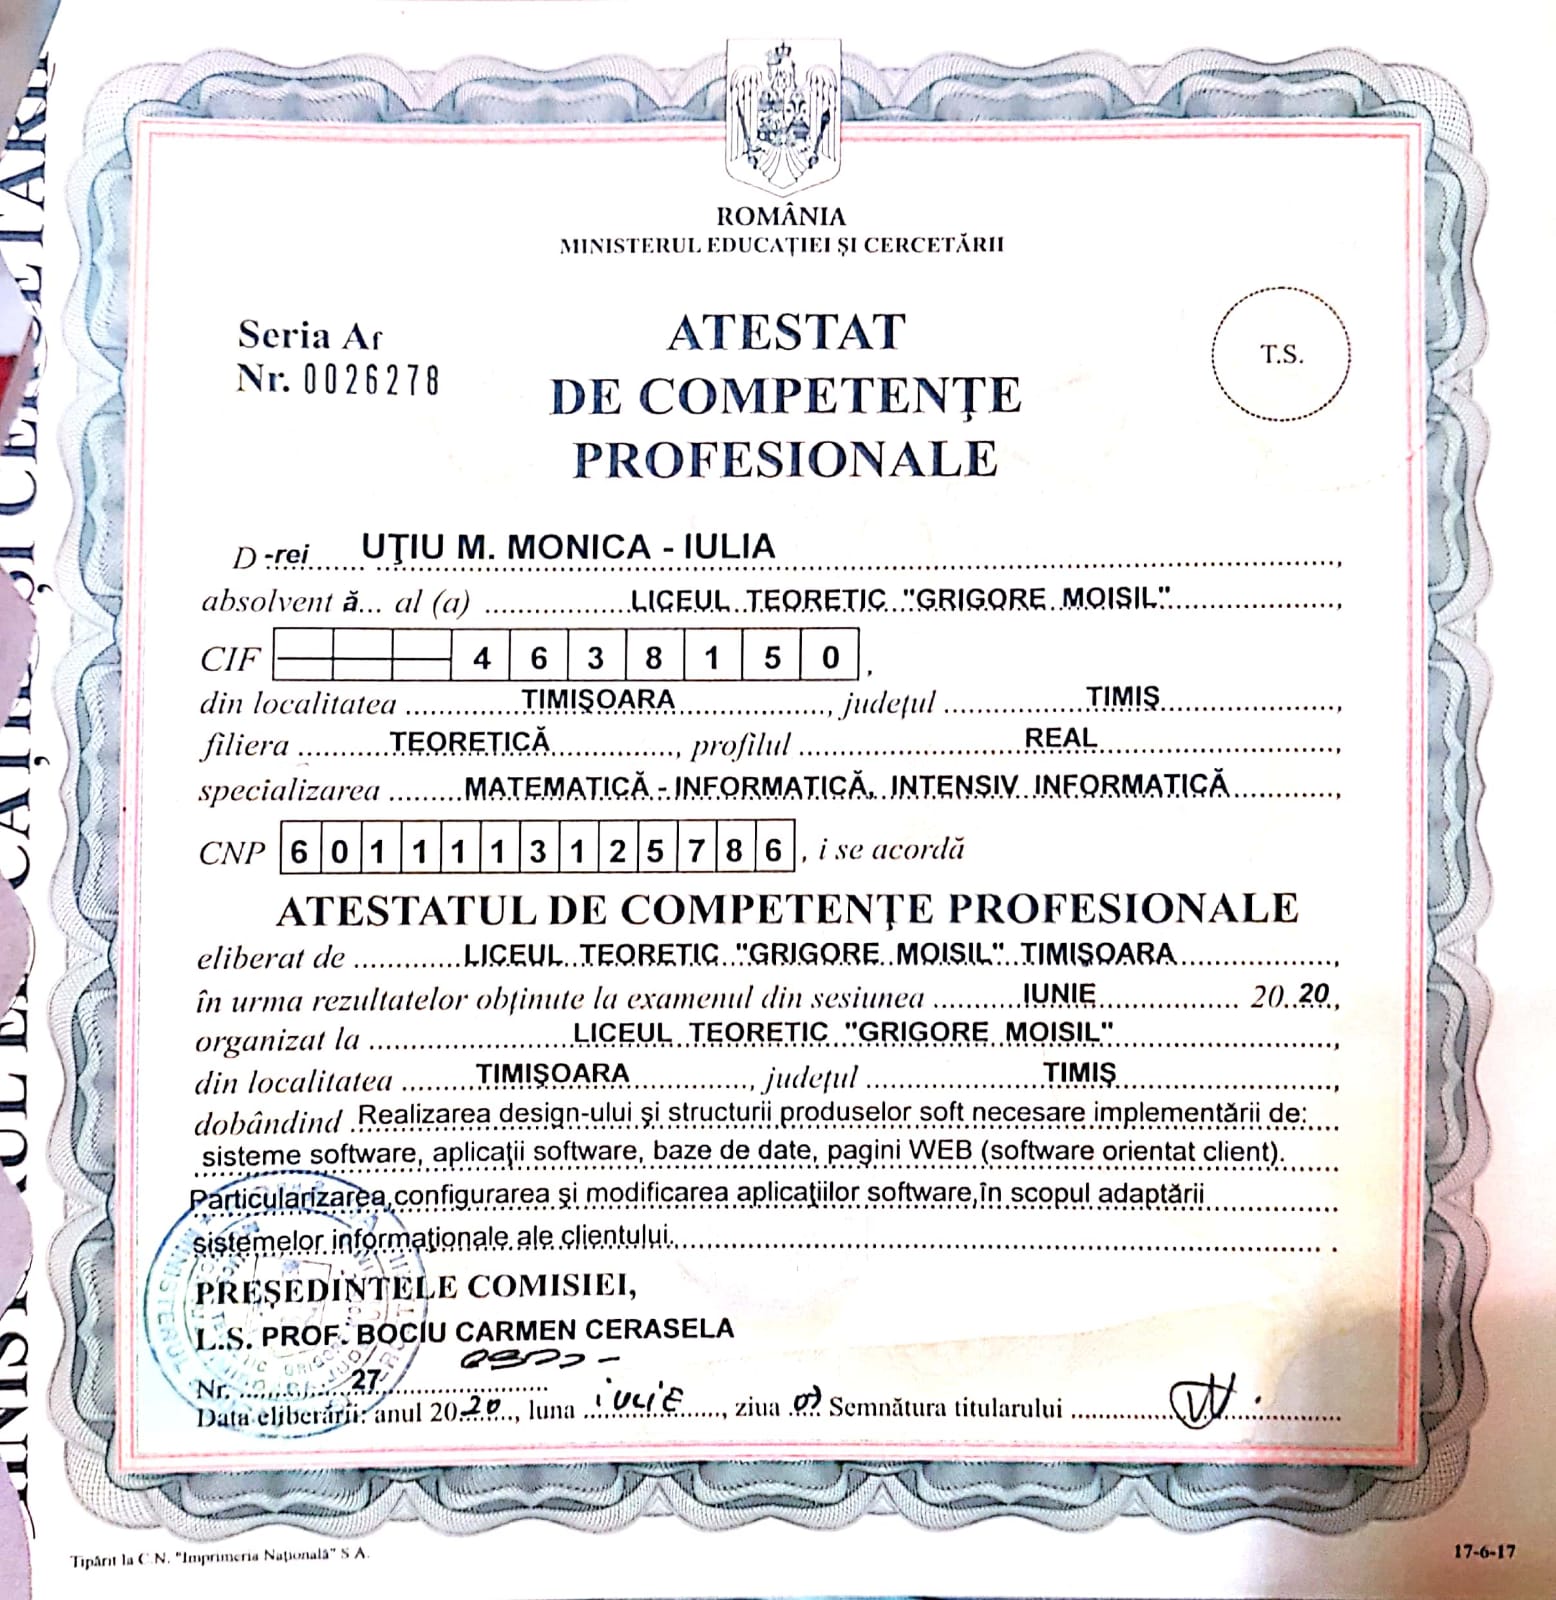 ROMÂNIA
MINISTERUL EDUCAȚIEI ȘI CERCETĂRII
Seria Af
Nr. 0026278
ATESTAT
DE COMPETENȚE
PROFESIONALE
T.S.
D-rei UȚIU M. MONICA - IULIA,
absolvent ă... al (a) LICEUL TEORETIC "GRIGORE MOISIL",
CIF 4 6 3 8 1 5 0,
din localitatea TIMIȘOARA, județul TIMIȘ,
filiera TEORETICĂ, profilul REAL,
specializarea MATEMATICĂ - INFORMATICĂ, INTENSIV INFORMATICĂ,
CNP 6 0 1 1 1 1 3 1 2 5 7 8 6, i se acordă
ATESTATUL DE COMPETENȚE PROFESIONALE
eliberat de LICEUL TEORETIC "GRIGORE MOISIL" TIMIȘOARA,
în urma rezultatelor obținute la examenul din sesiunea IUNIE 20 20,
organizat la LICEUL TEORETIC "GRIGORE MOISIL",
din localitatea TIMIȘOARA, județul TIMIȘ,
dobândind Realizarea design-ului și structurii produselor soft necesare implementării de:
sisteme software, aplicații software, baze de date, pagini WEB (software orientat client).
Particularizarea,configurarea și modificarea aplicațiilor software,în scopul adaptării
sistemelor informaționale ale clientului.
PREȘEDINTELE COMISIEI,
L.S. PROF. BOCIU CARMEN CERASELA
Nr. 27
Data eliberării: anul 2020, luna iulie, ziua 07 Semnătura titularului
Tipărit la C.N. "Imprimeria Națională" S A.
17-6-17